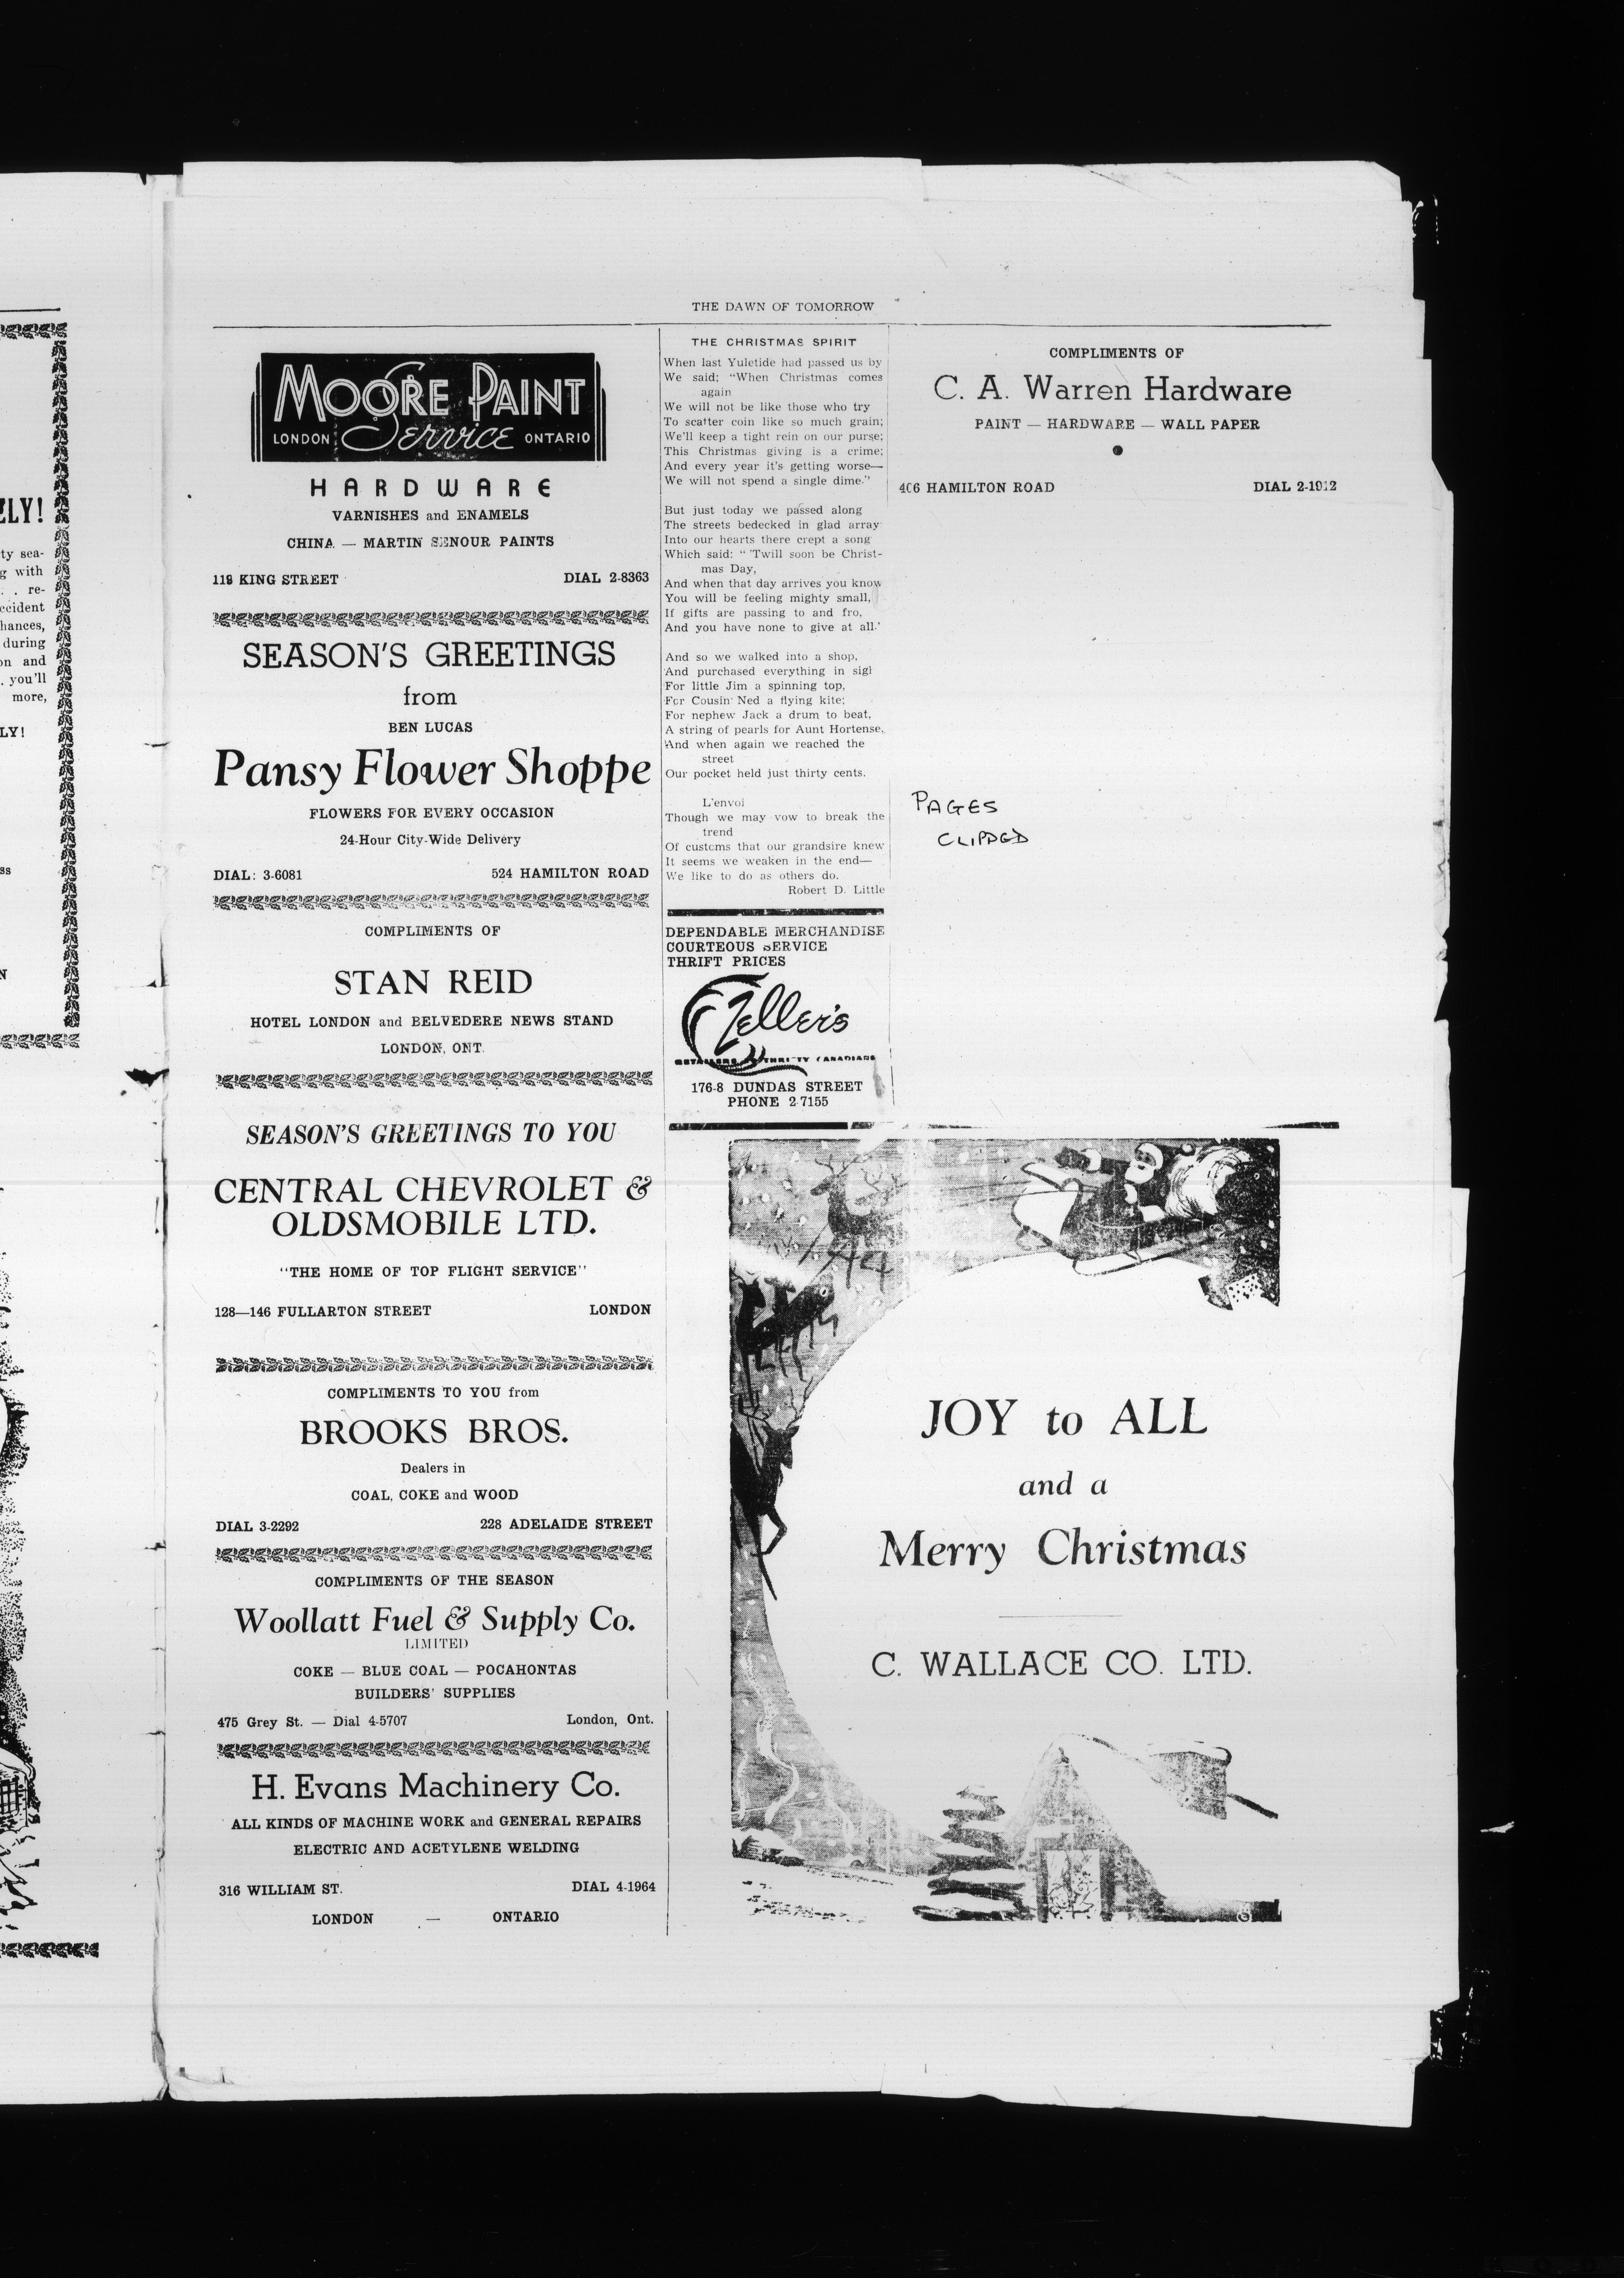 THE DAWN OF TOMORROW
MOORE PAINT
LONDON Service ONTARIO
HARDWARE
VARNISHES and ENAMELS
CHINA — MARTIN SENOUR PAINTS
119 KING STREET DIAL 2-8363
SEASON'S GREETINGS
from
BEN LUCAS
Pansy Flower Shoppe
FLOWERS FOR EVERY OCCASION
24-Hour City-Wide Delivery
DIAL: 3-6081 524 HAMILTON ROAD
COMPLIMENTS OF
STAN REID
HOTEL LONDON and BELVEDERE NEWS STAND
LONDON, ONT.
SEASON'S GREETINGS TO YOU
CENTRAL CHEVROLET &
OLDSMOBILE LTD.
"THE HOME OF TOP FLIGHT SERVICE"
128—146 FULLARTON STREET LONDON
COMPLIMENTS TO YOU from
BROOKS BROS.
Dealers in
COAL, COKE and WOOD
DIAL 3-2292 228 ADELAIDE STREET
COMPLIMENTS OF THE SEASON
Woollatt Fuel & Supply Co.
LIMITED
COKE — BLUE COAL — POCAHONTAS
BUILDERS' SUPPLIES
475 Grey St. — Dial 4-5707 London, Ont.
H. Evans Machinery Co.
ALL KINDS OF MACHINE WORK and GENERAL REPAIRS
ELECTRIC AND ACETYLENE WELDING
316 WILLIAM ST. DIAL 4-1964
LONDON — ONTARIO
THE CHRISTMAS SPIRIT
When last Yuletide had passed us by
We said; "When Christmas comes
again
We will not be like those who try
To scatter coin like so much grain;
We'll keep a tight rein on our purse;
This Christmas giving is a crime;
And every year it's getting worse—
We will not spend a single dime."
But just today we passed along
The streets bedecked in glad array
Into our hearts there crept a song
Which said: " 'Twill soon be Christ-
mas Day,
And when that day arrives you know
You will be feeling mighty small,
If gifts are passing to and fro,
And you have none to give at all.'
And so we walked into a shop,
And purchased everything in sigl
For little Jim a spinning top,
For Cousin Ned a flying kite;
For nephew Jack a drum to beat,
A string of pearls for Aunt Hortense,
And when again we reached the
street
Our pocket held just thirty cents.
L'envoi
Though we may vow to break the
trend
Of customs that our grandsire knew
It seems we weaken in the end—
We like to do as others do.
Robert D. Little
DEPENDABLE MERCHANDISE
COURTEOUS SERVICE
THRIFT PRICES
Zeller's
RETAILERS TO THRIFTY CANADIANS
176-8 DUNDAS STREET
PHONE 2-7155
COMPLIMENTS OF
C. A. Warren Hardware
PAINT — HARDWARE — WALL PAPER
406 HAMILTON ROAD DIAL 2-1912
PAGES
CLIPPED
JOY to ALL
and a
Merry Christmas
C. WALLACE CO. LTD.
LY!
ty sea-
g with
. . re-
ccident
hances,
during
on and
. you'll
more,
LY!
ss
N